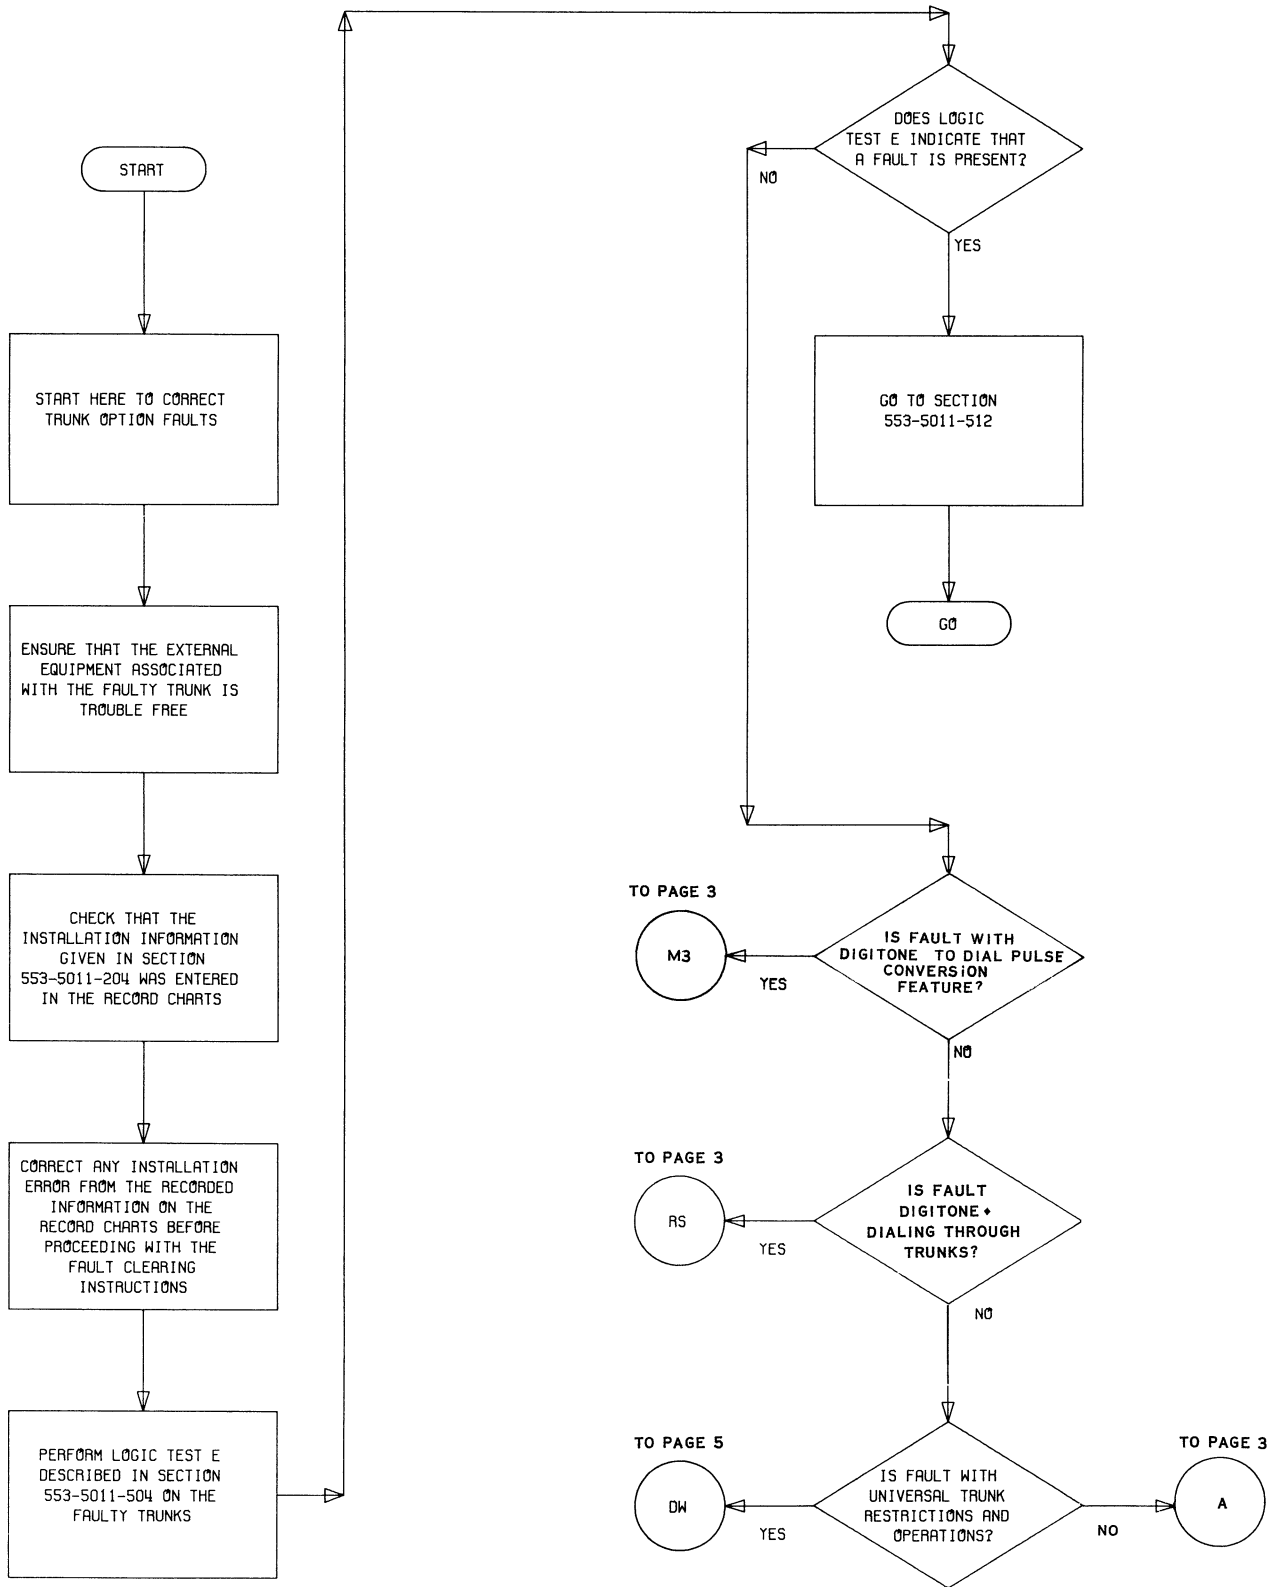 START
START HERE TO CORRECT
TRUNK OPTION FAULTS
ENSURE THAT THE EXTERNAL
EQUIPMENT ASSOCIATED
WITH THE FAULTY TRUNK IS
TROUBLE FREE
CHECK THAT THE
INSTALLATION INFORMATION
GIVEN IN SECTION
553-5011-204 WAS ENTERED
IN THE RECORD CHARTS
CORRECT ANY INSTALLATION
ERROR FROM THE RECORDED
INFORMATION ON THE
RECORD CHARTS BEFORE
PROCEEDING WITH THE
FAULT CLEARING
INSTRUCTIONS
PERFORM LOGIC TEST E
DESCRIBED IN SECTION
553-5011-504 ON THE
FAULTY TRUNKS
DOES LOGIC
TEST E INDICATE THAT
A FAULT IS PRESENT?
NO
YES
GO TO SECTION
553-5011-512
GO
IS FAULT WITH
DIGITONE TO DIAL PULSE
CONVERSION
FEATURE?
YES
TO PAGE 3
M3
NO
IS FAULT
DIGITONE♦
DIALING THROUGH
TRUNKS?
YES
TO PAGE 3
RS
NO
IS FAULT WITH
UNIVERSAL TRUNK
RESTRICTIONS AND
OPERATIONS?
YES
TO PAGE 5
DW
NO
TO PAGE 3
A